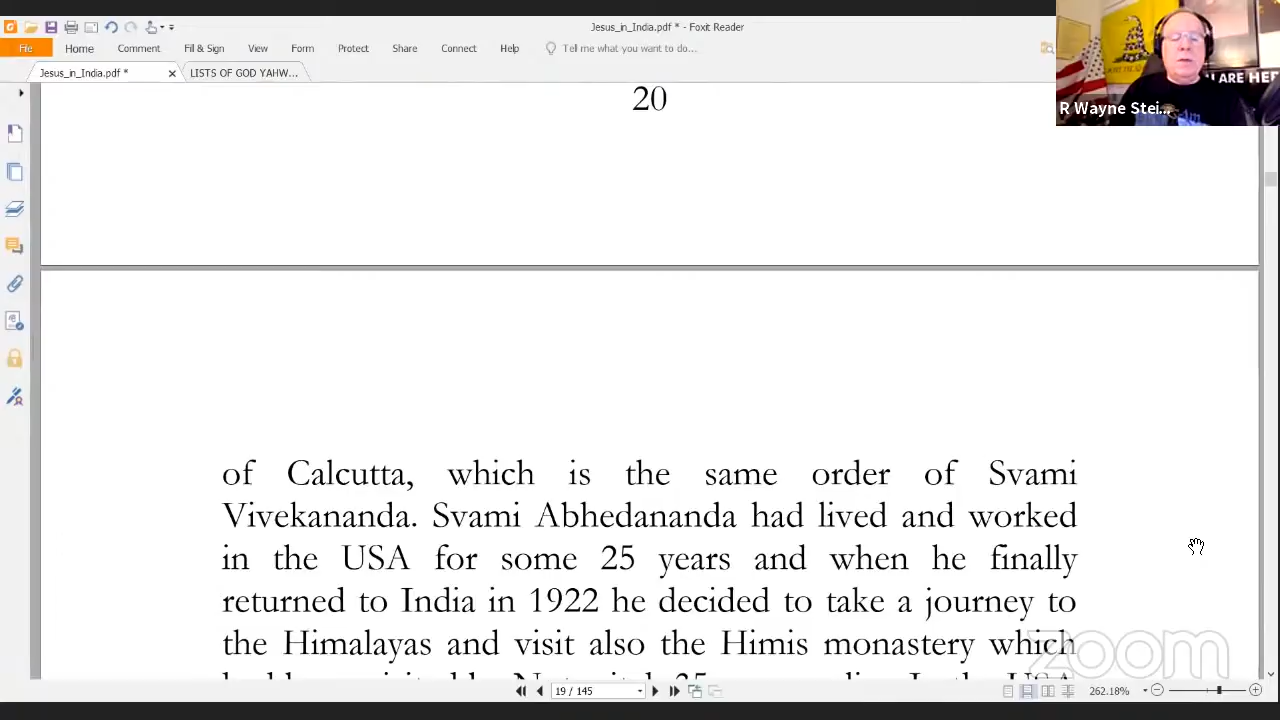 Jesus_in_India.pdf * - Foxit Reader
File Home Comment Fill & Sign View Form Protect Share Connect Help Tell me what you want to do...
Jesus_in_India.pdf * LISTS OF GOD YAHW...
ARE HER
R Wayne Stei...
20
of Calcutta, which is the same order of Svami
Vivekananda. Svami Abhedananda had lived and worked
in the USA for some 25 years and when he finally
returned to India in 1922 he decided to take a journey to
the Himalayas and visit also the Himis monastery which
zoom
19 / 145
262.18%